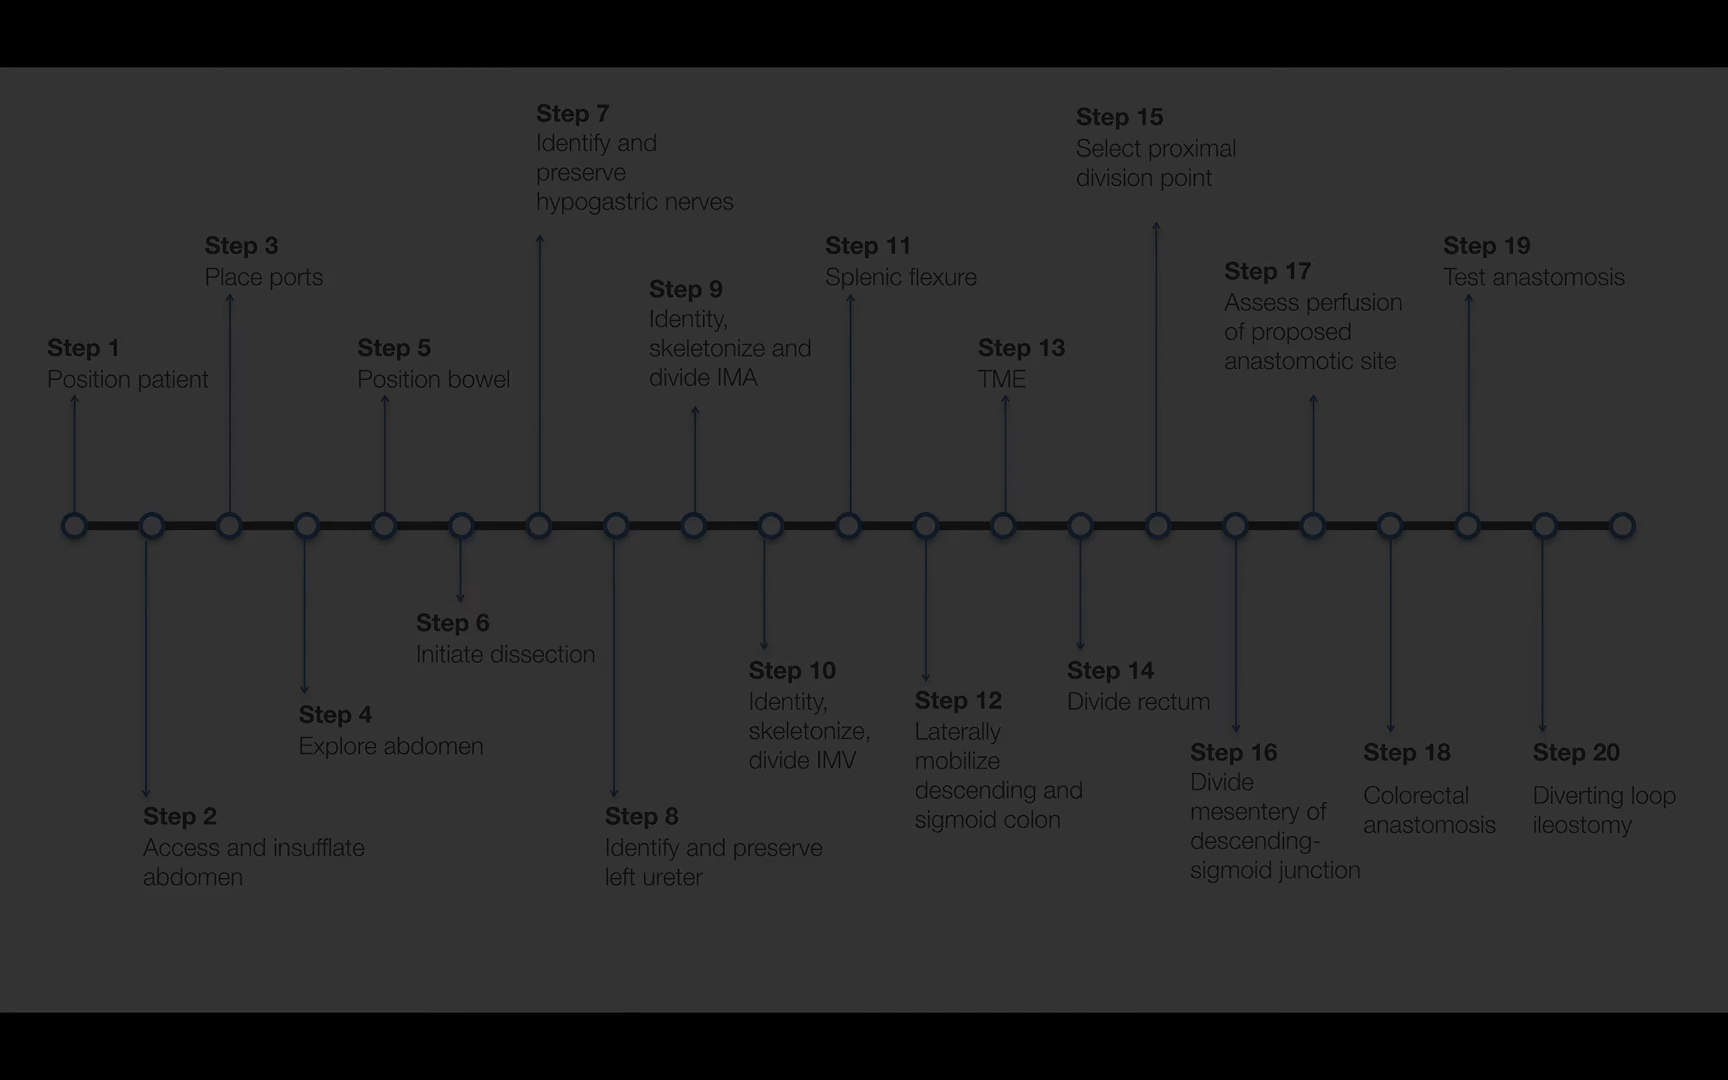 Step 1
Position patient
Step 2
Access and insufflate
abdomen
Step 3
Place ports
Step 4
Explore abdomen
Step 5
Position bowel
Step 6
Initiate dissection
Step 7
Identify and
preserve
hypogastric nerves
Step 8
Identify and preserve
left ureter
Step 9
Identity,
skeletonize and
divide IMA
Step 10
Identity,
skeletonize,
divide IMV
Step 11
Splenic flexure
Step 12
Laterally
mobilize
descending and
sigmoid colon
Step 13
TME
Step 14
Divide rectum
Step 15
Select proximal
division point
Step 16
Divide
mesentery of
descending-
sigmoid junction
Step 17
Assess perfusion
of proposed
anastomotic site
Step 18
Colorectal
anastomosis
Step 19
Test anastomosis
Step 20
Diverting loop
ileostomy